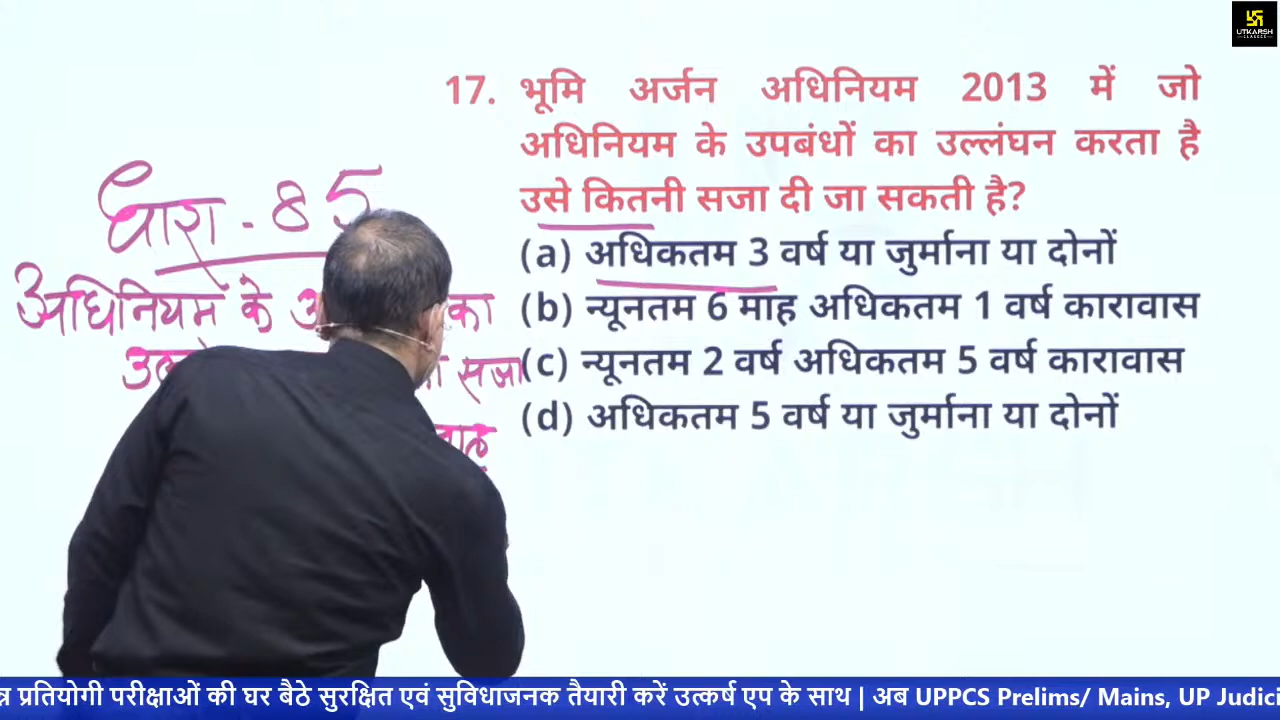 UTKARSH
CLASSES
17. भूमि अर्जन अधिनियम 2013 में जो
अधिनियम के उपबंधों का उल्लंघन करता है
उसे कितनी सजा दी जा सकती है?
(a) अधिकतम 3 वर्ष या जुर्माना या दोनों
(b) न्यूनतम 6 माह अधिकतम 1 वर्ष कारावास
(c) न्यूनतम 2 वर्ष अधिकतम 5 वर्ष कारावास
(d) अधिकतम 5 वर्ष या जुर्माना या दोनों
धारा - 85
अधिनियम के का
सजा
प्रतियोगी परीक्षाओं की घर बैठे सुरक्षित एवं सुविधाजनक तैयारी करें उत्कर्ष एप के साथ | अब UPPCS Prelims/ Mains, UP